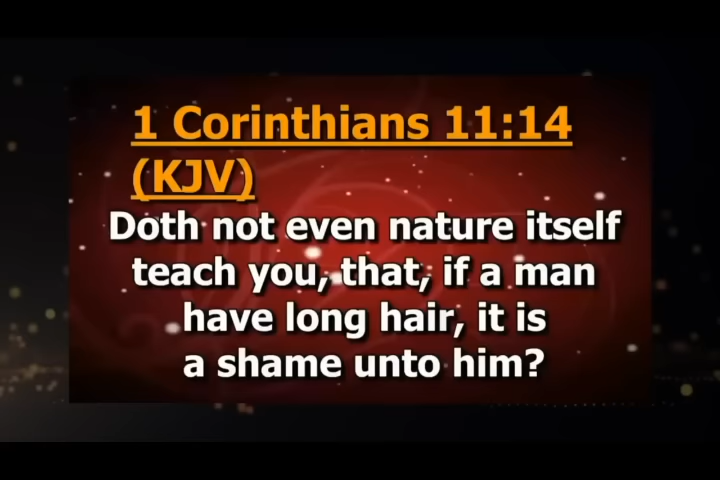 1 Corinthians 11:14
(KJV)
Doth not even nature itself
teach you, that, if a man
have long hair, it is
a shame unto him?